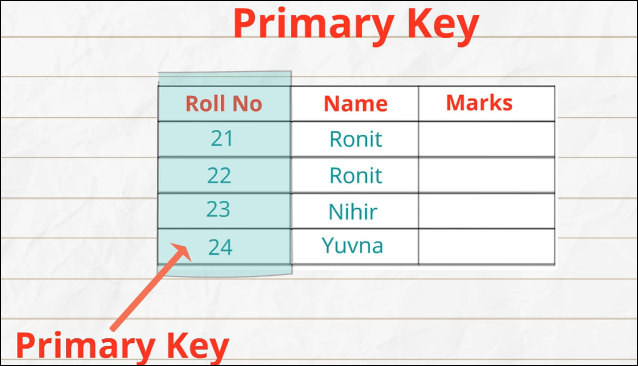 Primary Key
Roll No Name Marks
21 Ronit
22 Ronit
23 Nihir
24 Yuvna
Primary Key